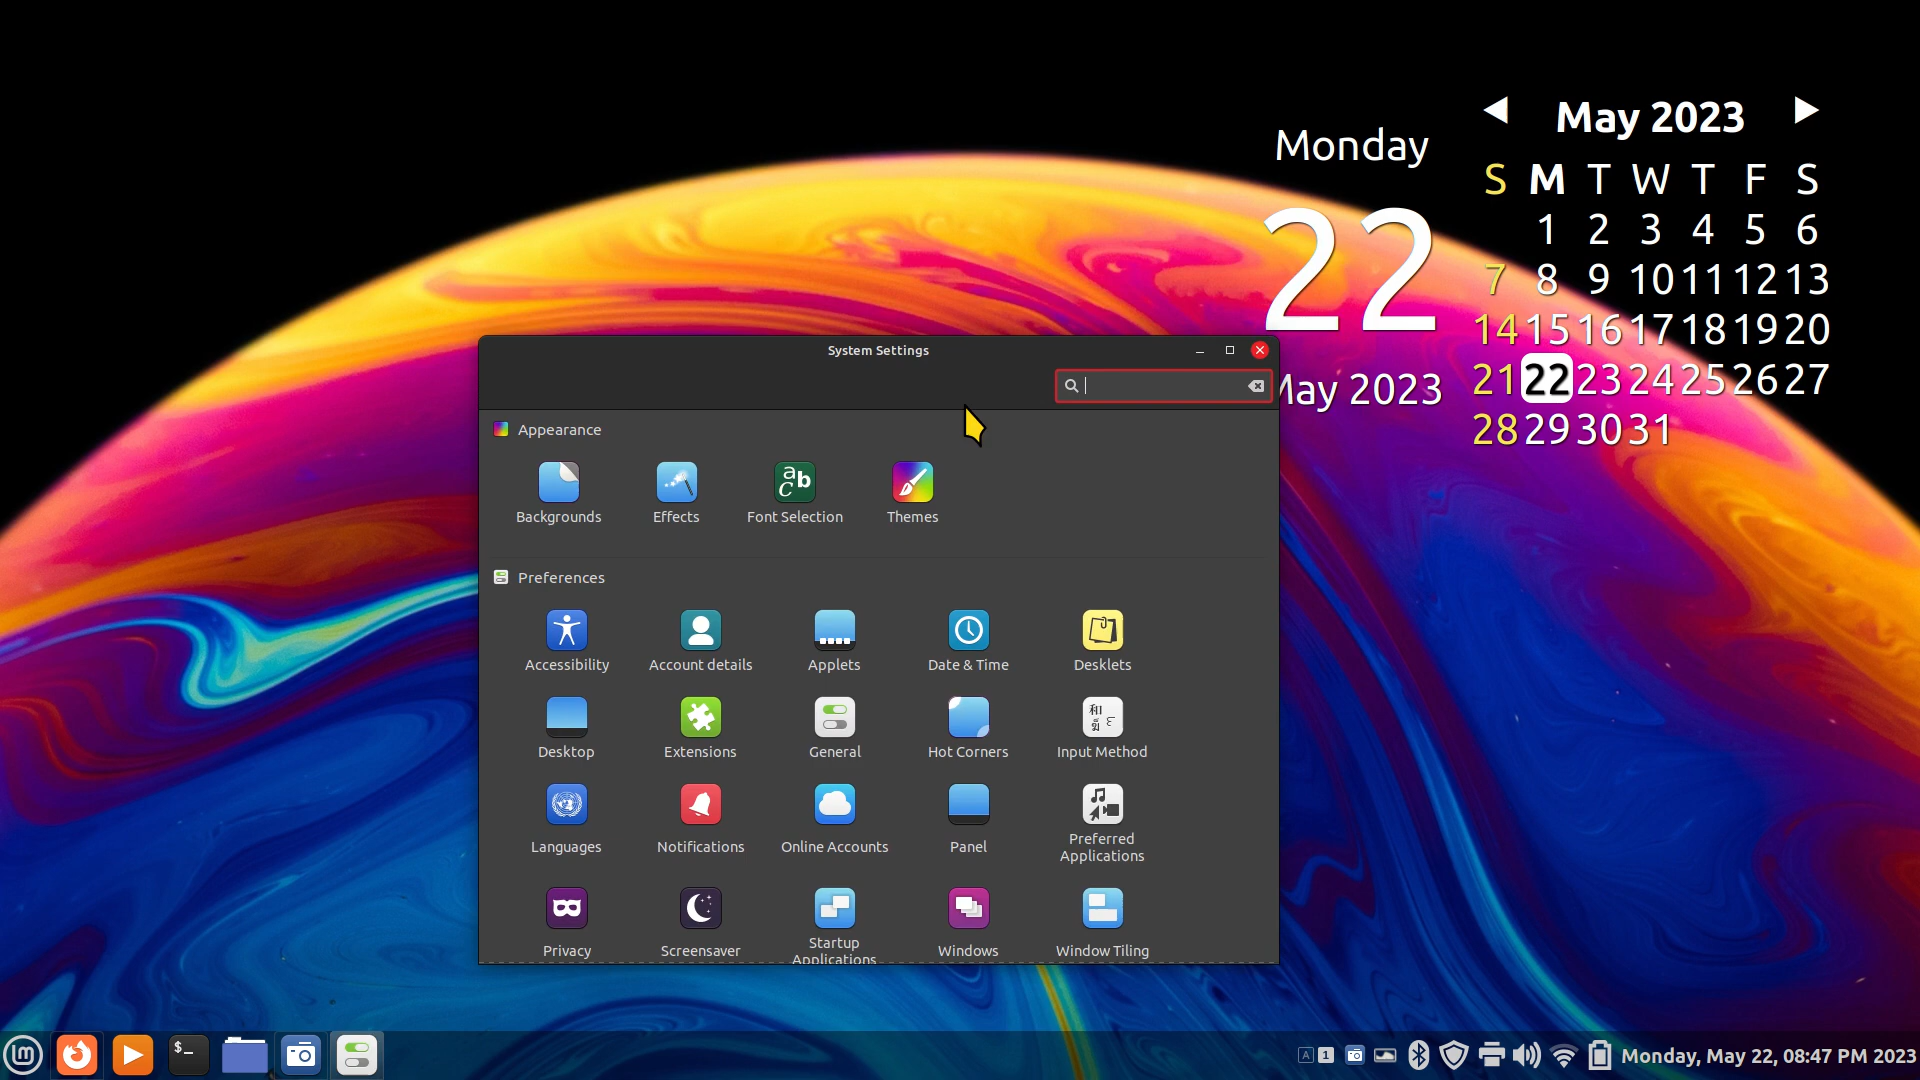 Monday
22
May 2023
May 2023
S M T W T F S
1 2 3 4 5 6
7 8 9 10 11 12 13
14 15 16 17 18 19 20
21 22 23 24 25 26 27
28 29 30 31
System Settings
Appearance
Backgrounds Effects Font Selection Themes
Preferences
Accessibility Account details Applets Date & Time Desklets
Desktop Extensions General Hot Corners Input Method
Languages Notifications Online Accounts Panel Preferred
Applications
Privacy Screensaver Startup Windows Window Tiling
Applications
$_
A 1
Monday, May 22, 08:47 PM 2023